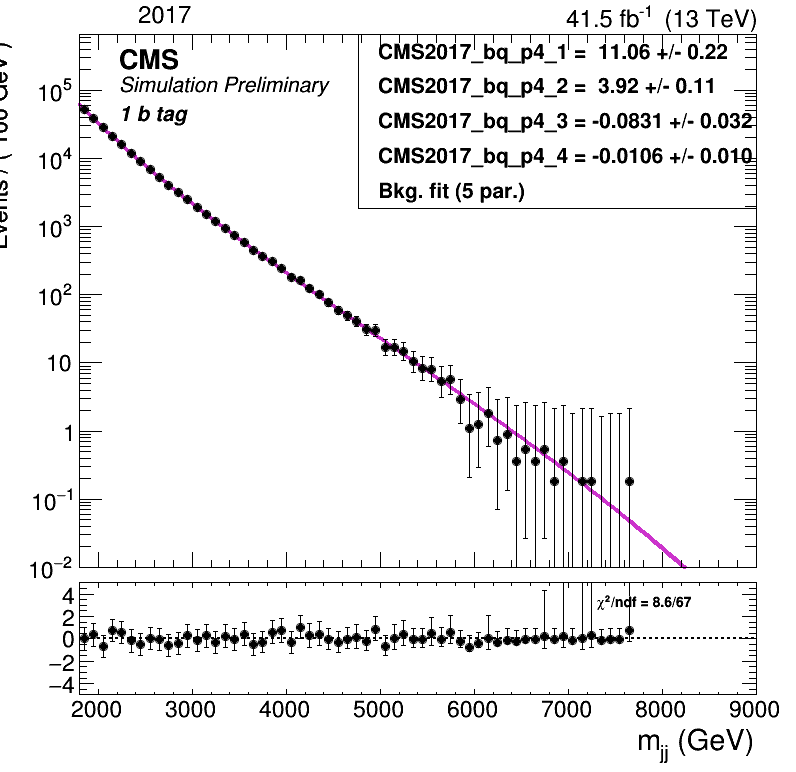 2017
41.5 fb⁻¹ (13 TeV)
CMS
Simulation Preliminary
1 b tag
CMS2017_bq_p4_1 = 11.06 +/- 0.22
CMS2017_bq_p4_2 = 3.92 +/- 0.11
CMS2017_bq_p4_3 = -0.0831 +/- 0.032
CMS2017_bq_p4_4 = -0.0106 +/- 0.010
Bkg. fit (5 par.)
10⁵
10⁴
10³
10²
10
1
10⁻¹
10⁻²
χ²/ndf = 8.6/67
4
2
0
−2
−4
2000 3000 4000 5000 6000 7000 8000 9000
m_jj (GeV)